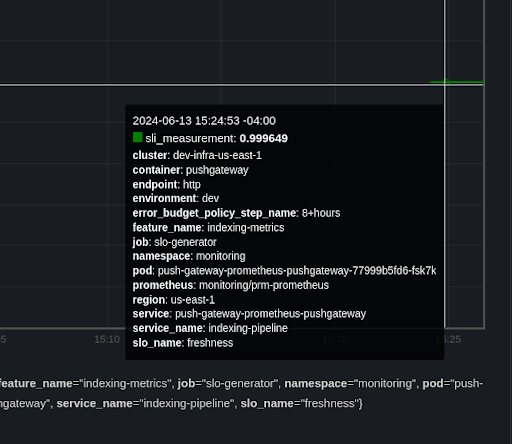 2024-06-13 15:24:53 -04:00
sli_measurement: 0.999649
cluster: dev-infra-us-east-1
container: pushgateway
endpoint: http
environment: dev
error_budget_policy_step_name: 8+hours
feature_name: indexing-metrics
job: slo-generator
namespace: monitoring
pod: push-gateway-prometheus-pushgateway-77999b5fd6-fsk7k
prometheus: monitoring/prm-prometheus
region: us-east-1
service: push-gateway-prometheus-pushgateway
service_name: indexing-pipeline
slo_name: freshness
05 15:10 15:20 15:25
feature_name="indexing-metrics", job="slo-generator", namespace="monitoring", pod="push-
gateway", service_name="indexing-pipeline", slo_name="freshness"}